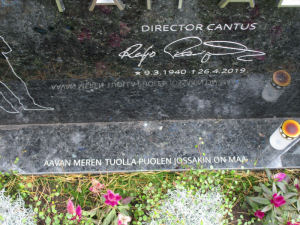 DIRECTOR CANTUS
★ 9.3.1940 † 26.4.2019
AAVAN MEREN TUOLLA PUOLEN JOSSAKIN ON MAA